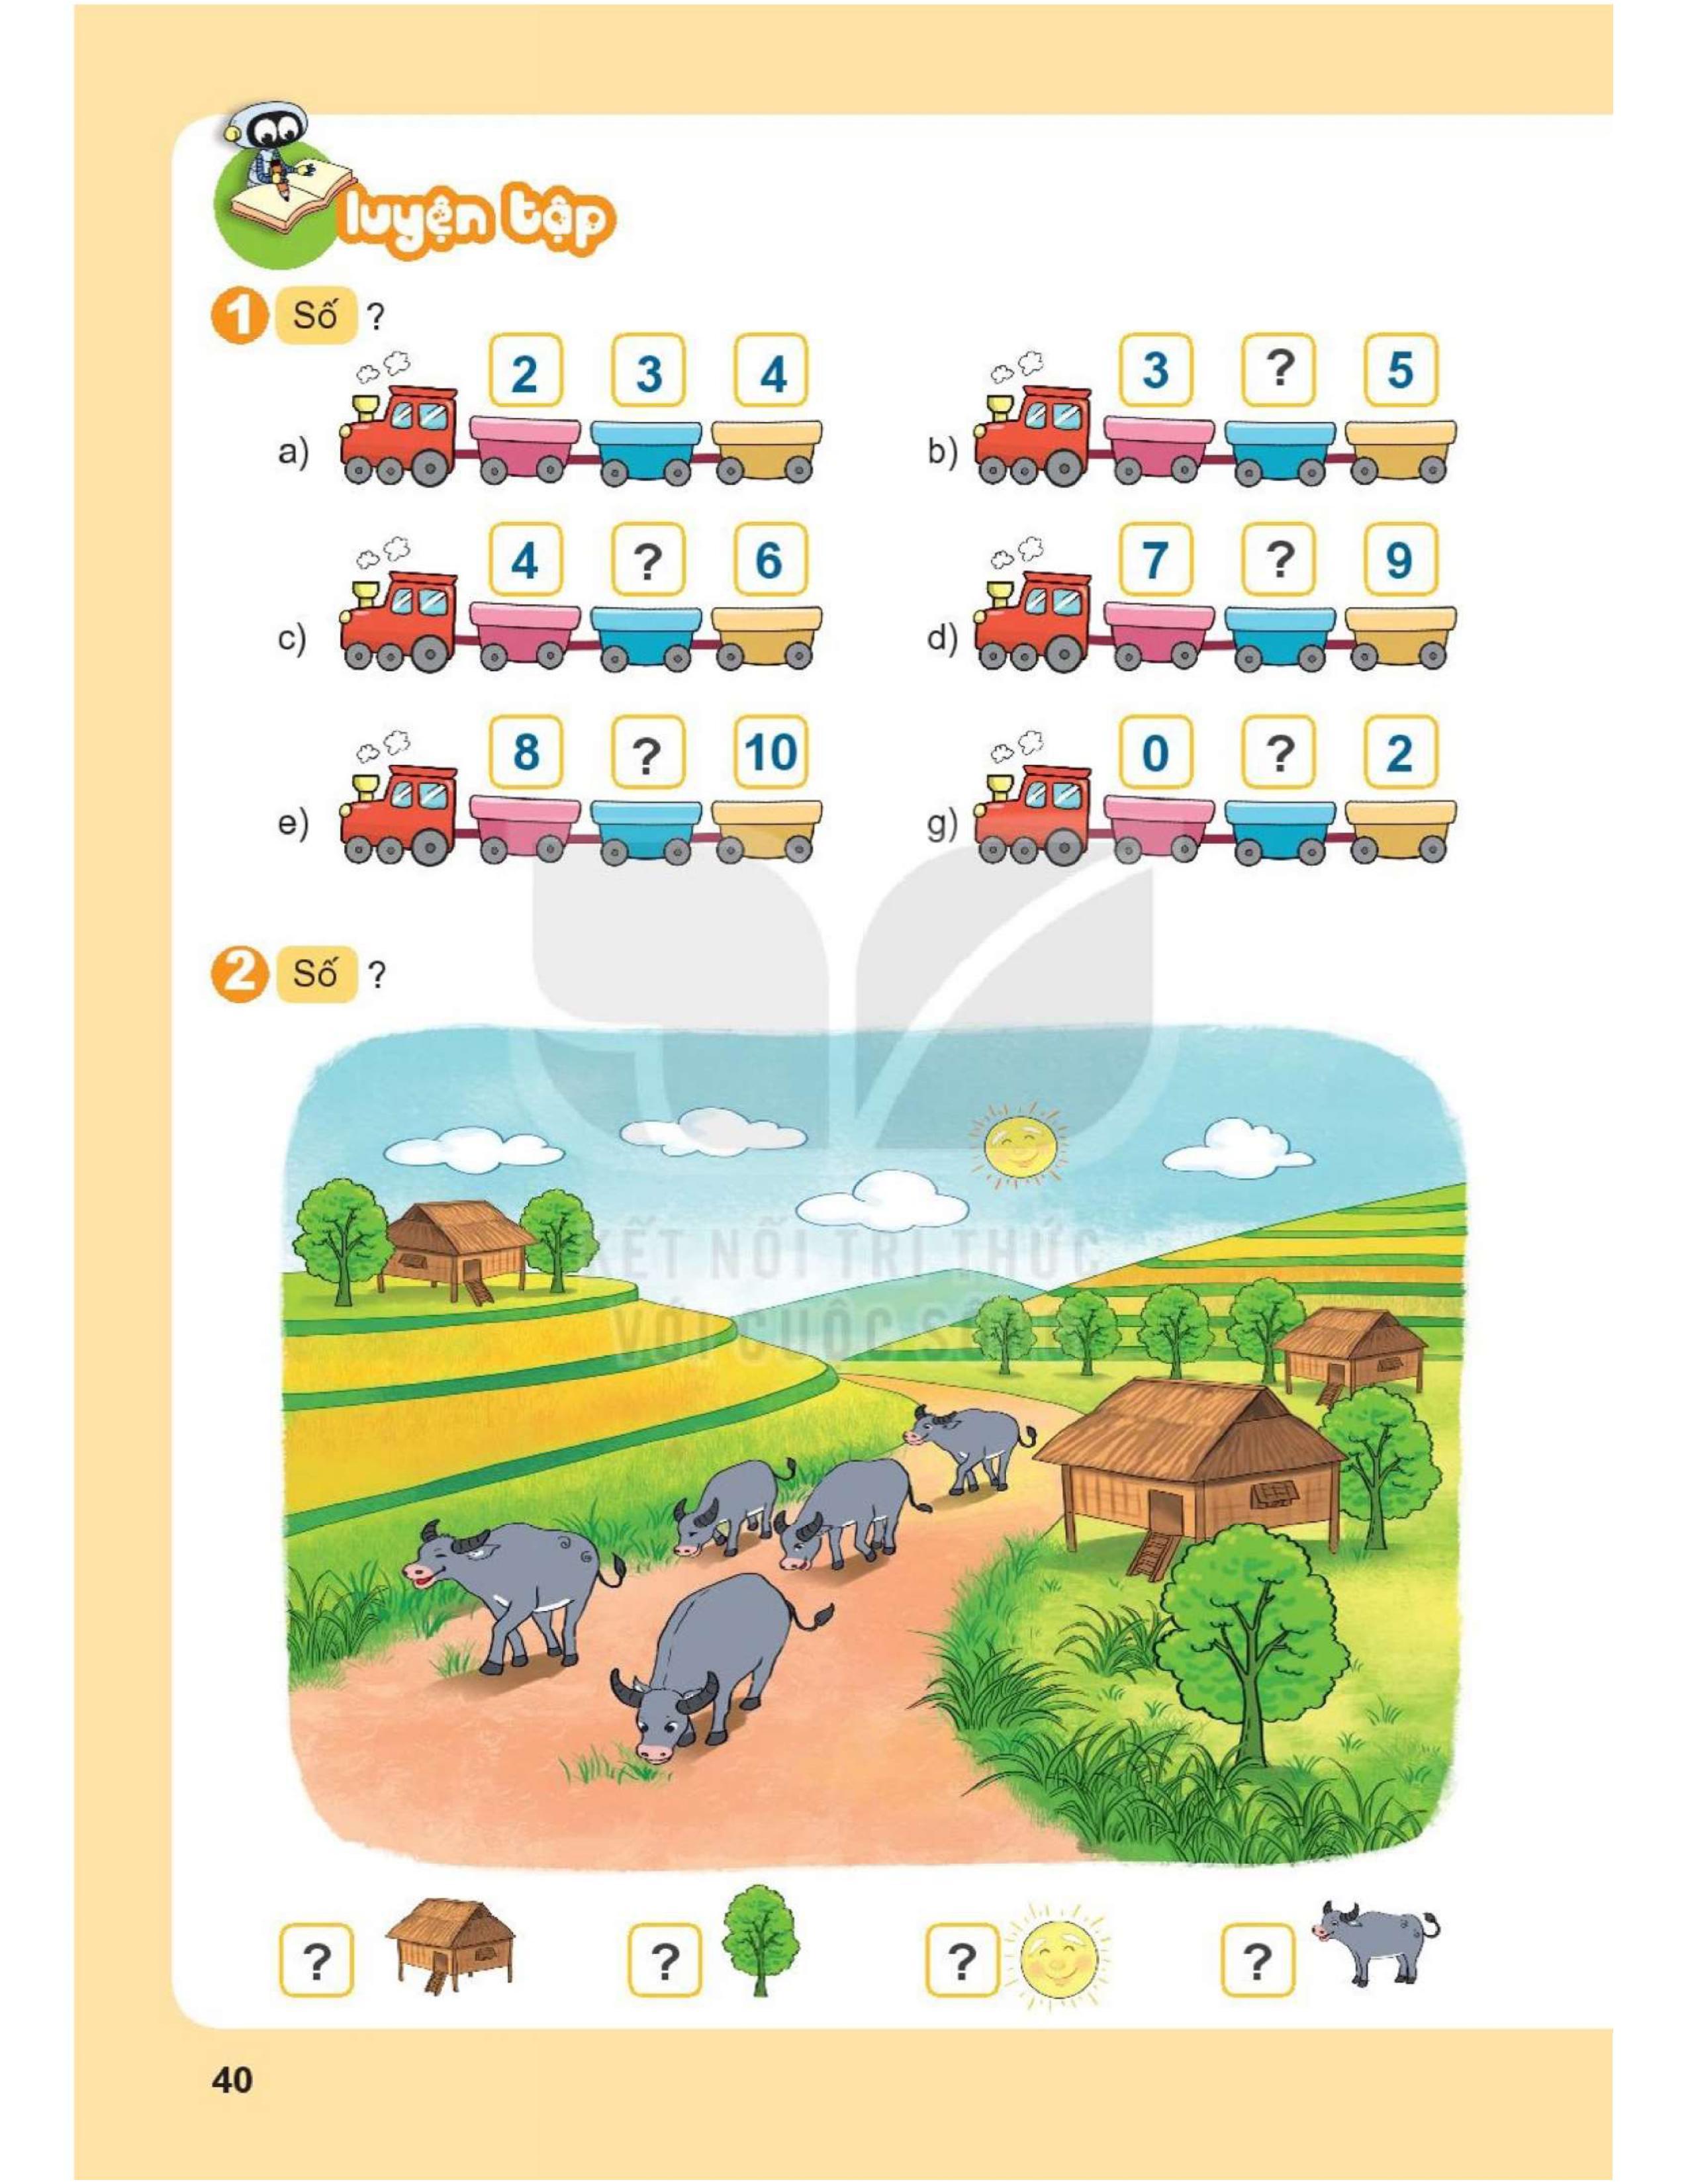 luyện tập
1 Số ?
2 3 4 3 ? 5
a) b)
4 ? 6 7 ? 9
c) d)
8 ? 10 0 ? 2
e) g)
2 Số ?
KẾT NỐI TRI THỨC
VỚI CUỘC SỐNG
? ? ? ?
40